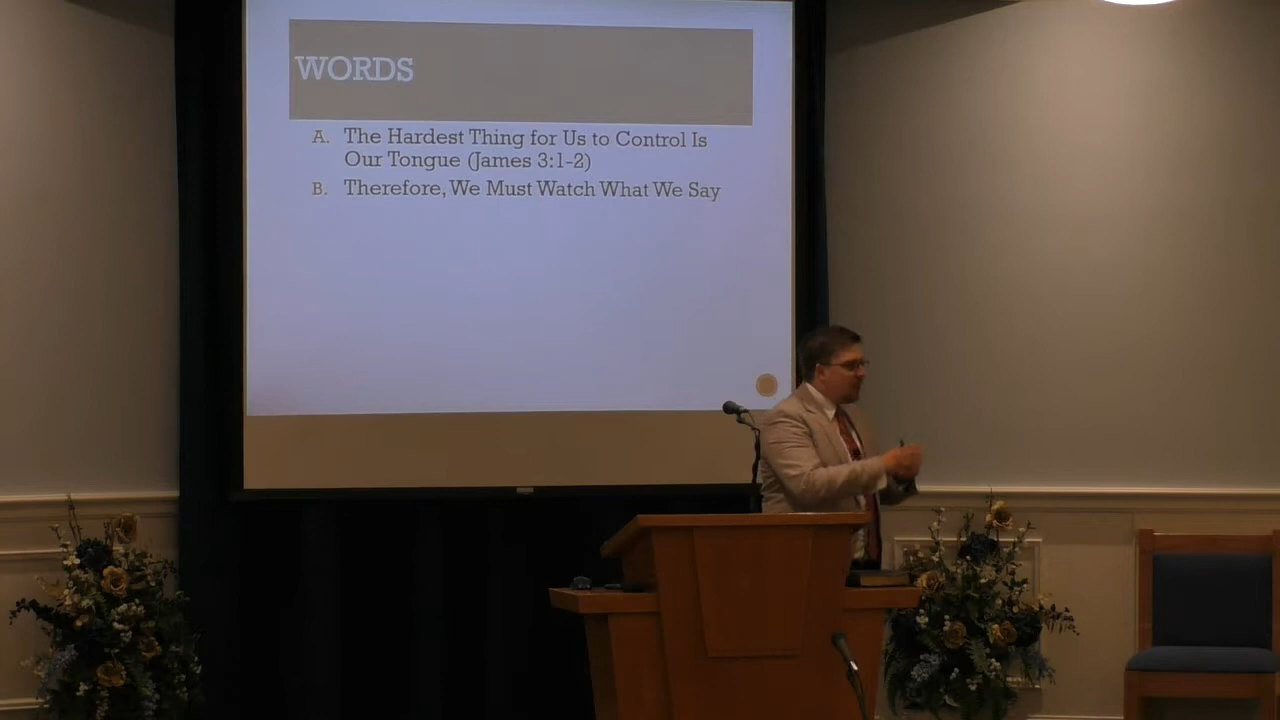 WORDS
A. The Hardest Thing for Us to Control Is
Our Tongue (James 3:1-2)
B. Therefore, We Must Watch What We Say